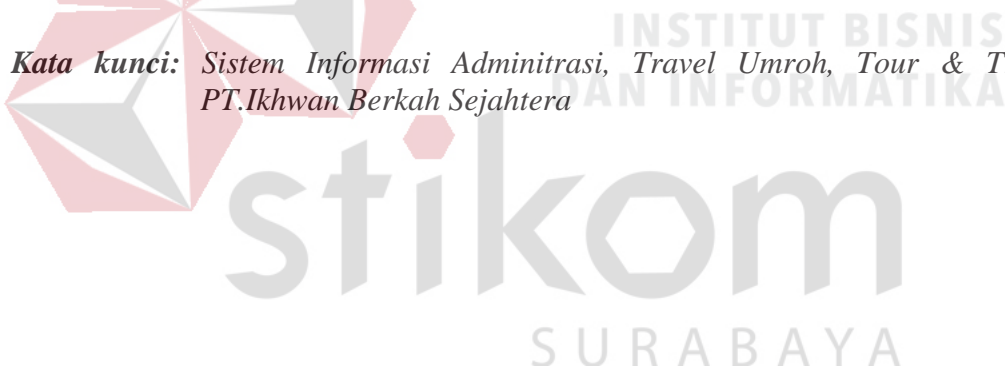 INSTITUT BISNIS
Kata kunci: Sistem Informasi Adminitrasi, Travel Umroh, Tour & T
DAN INFORMATIKA
PT.Ikhwan Berkah Sejahtera
stikom
SURABAYA